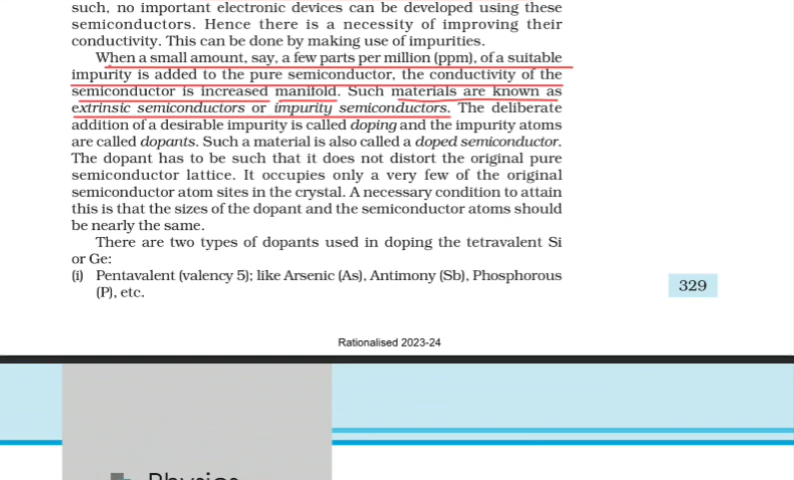 such, no important electronic devices can be developed using these
semiconductors. Hence there is a necessity of improving their
conductivity. This can be done by making use of impurities.
When a small amount, say, a few parts per million (ppm), of a suitable
impurity is added to the pure semiconductor, the conductivity of the
semiconductor is increased manifold. Such materials are known as
extrinsic semiconductors or impurity semiconductors. The deliberate
addition of a desirable impurity is called doping and the impurity atoms
are called dopants. Such a material is also called a doped semiconductor.
The dopant has to be such that it does not distort the original pure
semiconductor lattice. It occupies only a very few of the original
semiconductor atom sites in the crystal. A necessary condition to attain
this is that the sizes of the dopant and the semiconductor atoms should
be nearly the same.
There are two types of dopants used in doping the tetravalent Si
or Ge:
(i) Pentavalent (valency 5); like Arsenic (As), Antimony (Sb), Phosphorous
(P), etc.
329
Rationalised 2023-24
Physics